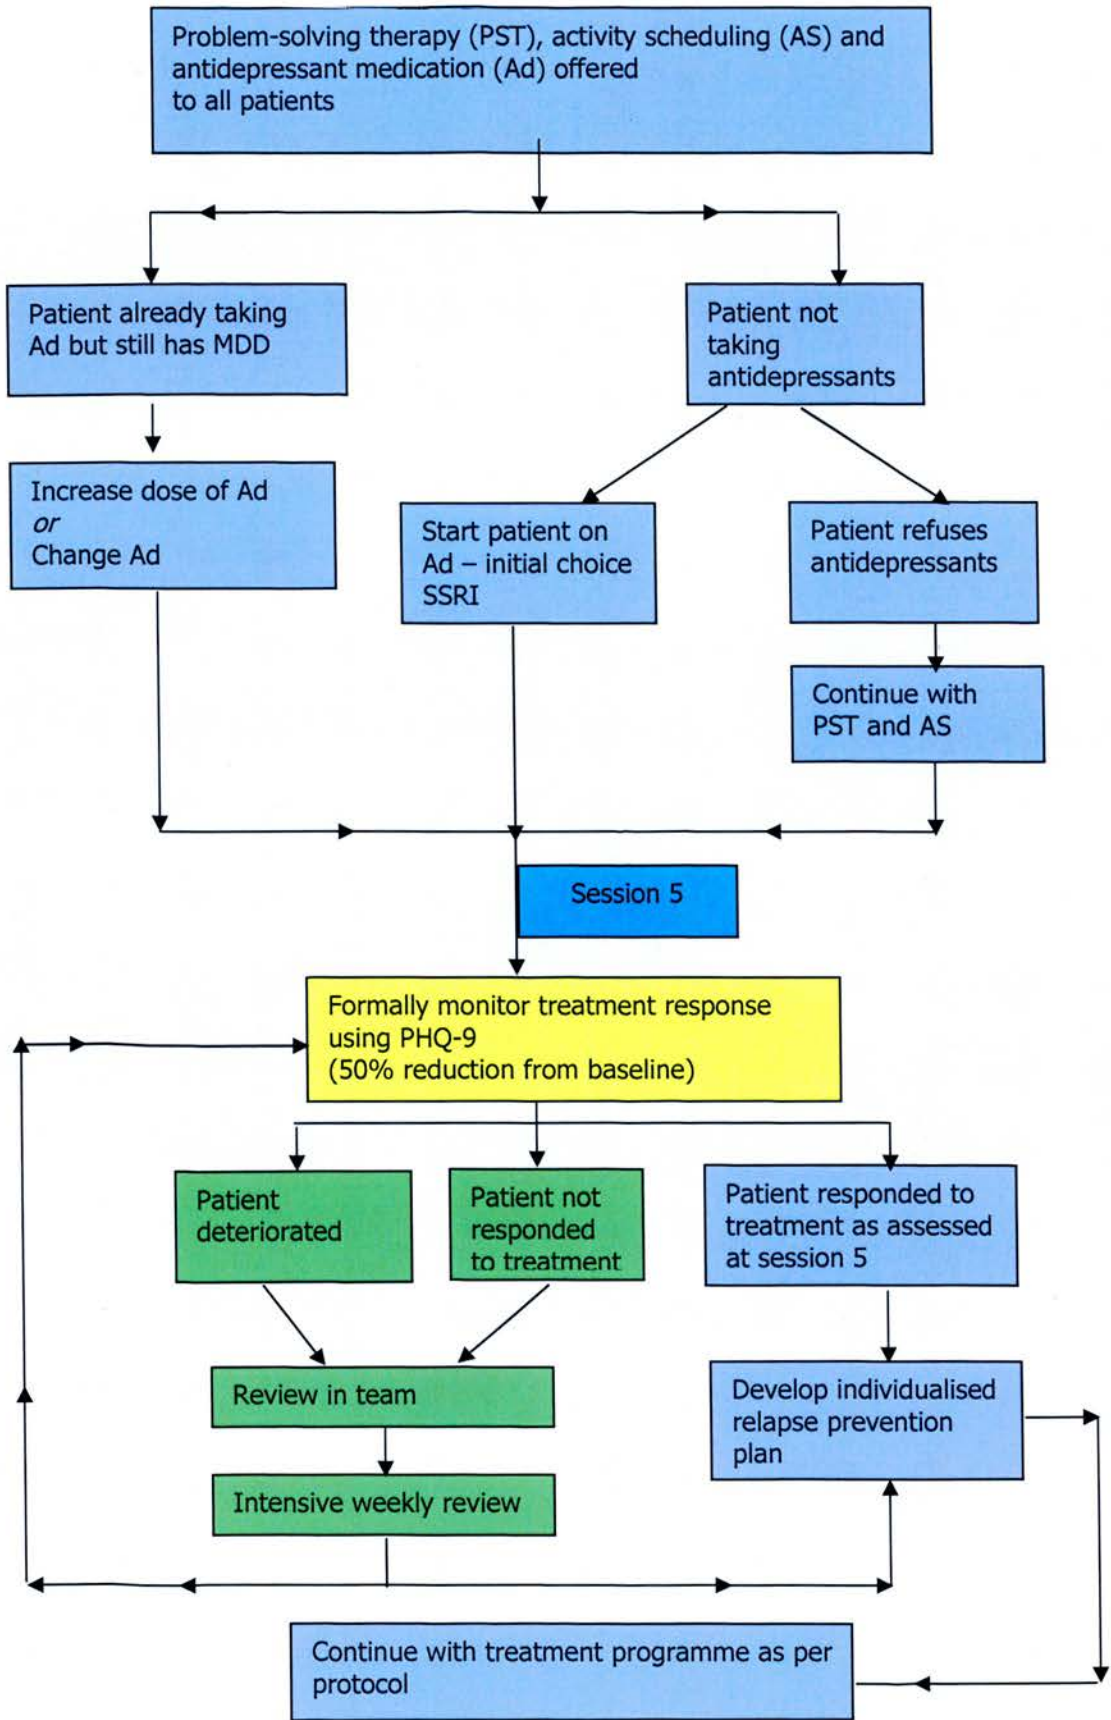 Problem-solving therapy (PST), activity scheduling (AS) and
antidepressant medication (Ad) offered
to all patients
Patient already taking
Ad but still has MDD
Patient not
taking
antidepressants
Increase dose of Ad
or
Change Ad
Start patient on
Ad – initial choice
SSRI
Patient refuses
antidepressants
Continue with
PST and AS
Session 5
Formally monitor treatment response
using PHQ-9
(50% reduction from baseline)
Patient
deteriorated
Patient not
responded
to treatment
Patient responded to
treatment as assessed
at session 5
Review in team
Develop individualised
relapse prevention
plan
Intensive weekly review
Continue with treatment programme as per
protocol